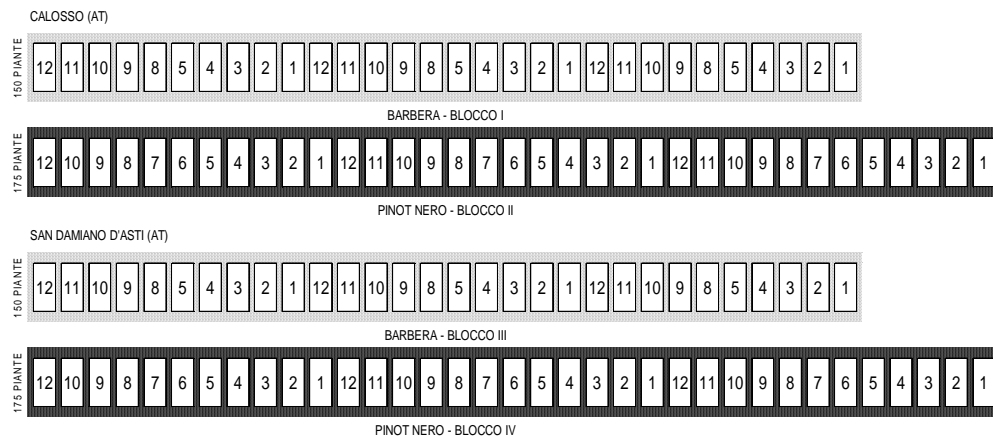 CALOSSO (AT)
150 PIANTE
12 11 10 9 8 5 4 3 2 1 12 11 10 9 8 5 4 3 2 1 12 11 10 9 8 5 4 3 2 1
BARBERA - BLOCCO I
175 PIANTE
12 10 9 8 7 6 5 4 3 2 1 12 11 10 9 8 7 6 5 4 3 2 1 12 11 10 9 8 7 6 5 4 3 2 1
PINOT NERO - BLOCCO II
SAN DAMIANO D'ASTI (AT)
150 PIANTE
12 11 10 9 8 5 4 3 2 1 12 11 10 9 8 5 4 3 2 1 12 11 10 9 8 5 4 3 2 1
BARBERA - BLOCCO III
175 PIANTE
12 10 9 8 7 6 5 4 3 2 1 12 11 10 9 8 7 6 5 4 3 2 1 12 11 10 9 8 7 6 5 4 3 2 1
PINOT NERO - BLOCCO IV